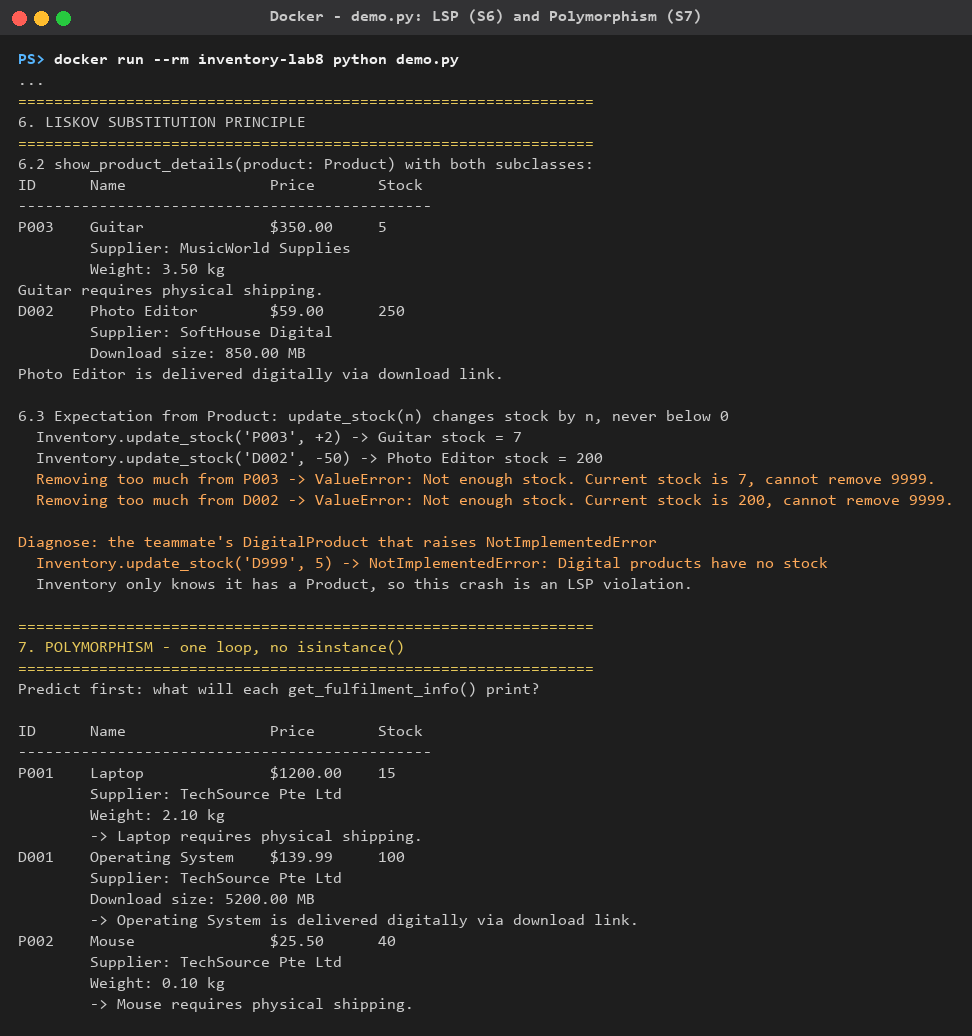 Docker - demo.py: LSP (S6) and Polymorphism (S7)
PS> docker run --rm inventory-lab8 python demo.py
...
================================================================
6. LISKOV SUBSTITUTION PRINCIPLE
================================================================
6.2 show_product_details(product: Product) with both subclasses:
ID      Name                Price       Stock
----------------------------------------------
P003    Guitar              $350.00     5
        Supplier: MusicWorld Supplies
        Weight: 3.50 kg
Guitar requires physical shipping.
D002    Photo Editor        $59.00      250
        Supplier: SoftHouse Digital
        Download size: 850.00 MB
Photo Editor is delivered digitally via download link.
6.3 Expectation from Product: update_stock(n) changes stock by n, never below 0
  Inventory.update_stock('P003', +2) -> Guitar stock = 7
  Inventory.update_stock('D002', -50) -> Photo Editor stock = 200
  Removing too much from P003 -> ValueError: Not enough stock. Current stock is 7, cannot remove 9999.
  Removing too much from D002 -> ValueError: Not enough stock. Current stock is 200, cannot remove 9999.
Diagnose: the teammate's DigitalProduct that raises NotImplementedError
  Inventory.update_stock('D999', 5) -> NotImplementedError: Digital products have no stock
  Inventory only knows it has a Product, so this crash is an LSP violation.
================================================================
7. POLYMORPHISM - one loop, no isinstance()
================================================================
Predict first: what will each get_fulfilment_info() print?
ID      Name                Price       Stock
----------------------------------------------
P001    Laptop              $1200.00    15
        Supplier: TechSource Pte Ltd
        Weight: 2.10 kg
        -> Laptop requires physical shipping.
D001    Operating System    $139.99     100
        Supplier: TechSource Pte Ltd
        Download size: 5200.00 MB
        -> Operating System is delivered digitally via download link.
P002    Mouse               $25.50      40
        Supplier: TechSource Pte Ltd
        Weight: 0.10 kg
        -> Mouse requires physical shipping.